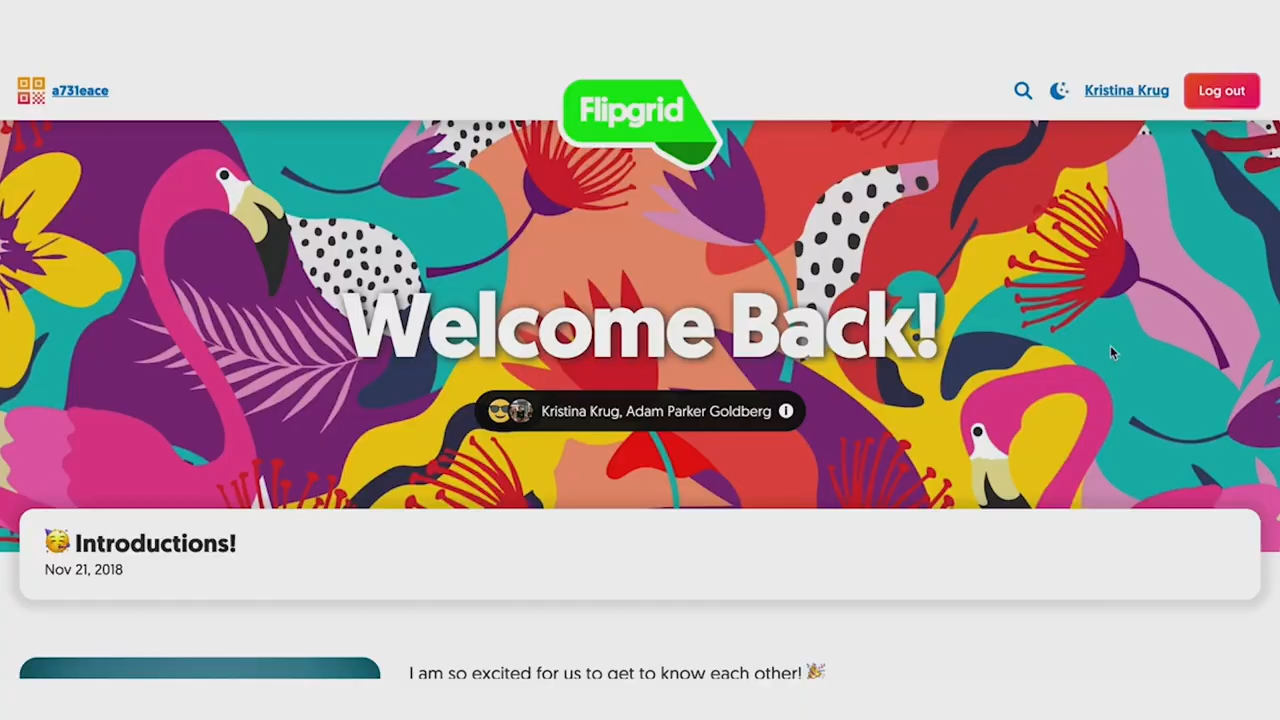 a731eace
Flipgrid
Kristina Krug
Log out
Welcome Back!
Kristina Krug, Adam Parker Goldberg
🥳 Introductions!
Nov 21, 2018
I am so excited for us to get to know each other! 🎉